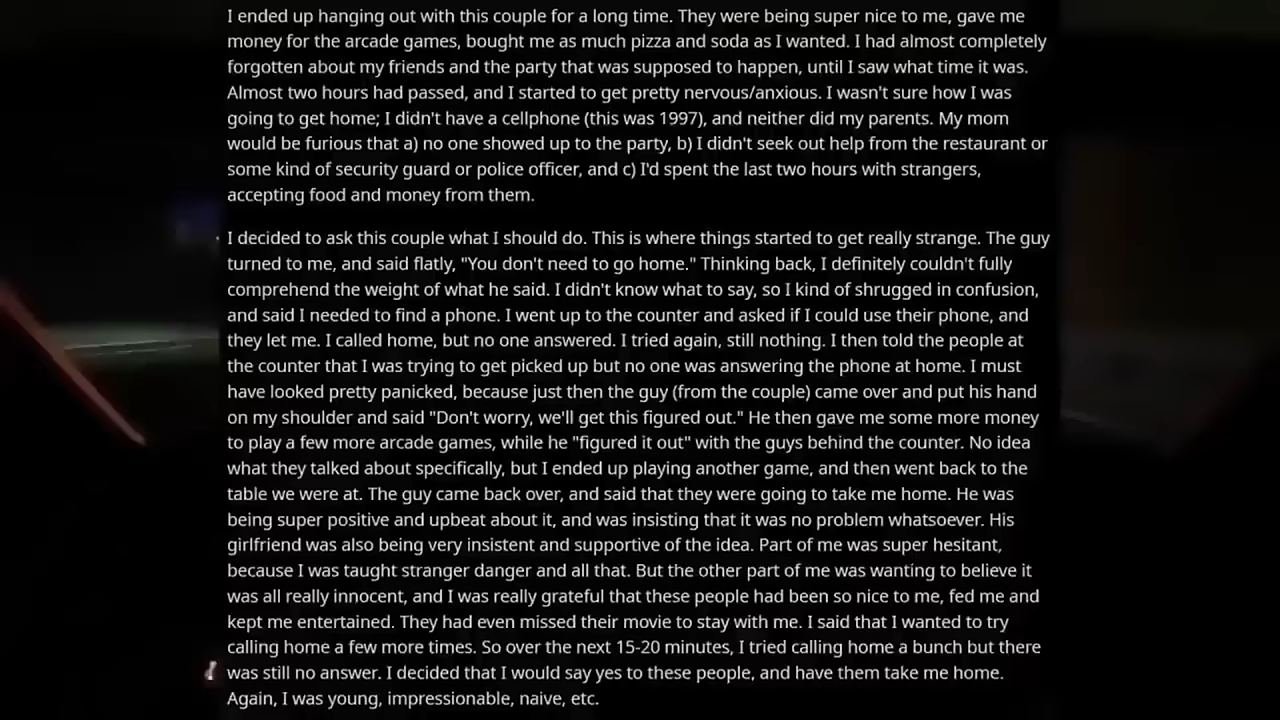 I ended up hanging out with this couple for a long time. They were being super nice to me, gave me
money for the arcade games, bought me as much pizza and soda as I wanted. I had almost completely
forgotten about my friends and the party that was supposed to happen, until I saw what time it was.
Almost two hours had passed, and I started to get pretty nervous/anxious. I wasn't sure how I was
going to get home; I didn't have a cellphone (this was 1997), and neither did my parents. My mom
would be furious that a) no one showed up to the party, b) I didn't seek out help from the restaurant or
some kind of security guard or police officer, and c) I'd spent the last two hours with strangers,
accepting food and money from them.
I decided to ask this couple what I should do. This is where things started to get really strange. The guy
turned to me, and said flatly, "You don't need to go home." Thinking back, I definitely couldn't fully
comprehend the weight of what he said. I didn't know what to say, so I kind of shrugged in confusion,
and said I needed to find a phone. I went up to the counter and asked if I could use their phone, and
they let me. I called home, but no one answered. I tried again, still nothing. I then told the people at
the counter that I was trying to get picked up but no one was answering the phone at home. I must
have looked pretty panicked, because just then the guy (from the couple) came over and put his hand
on my shoulder and said "Don't worry, we'll get this figured out." He then gave me some more money
to play a few more arcade games, while he "figured it out" with the guys behind the counter. No idea
what they talked about specifically, but I ended up playing another game, and then went back to the
table we were at. The guy came back over, and said that they were going to take me home. He was
being super positive and upbeat about it, and was insisting that it was no problem whatsoever. His
girlfriend was also being very insistent and supportive of the idea. Part of me was super hesitant,
because I was taught stranger danger and all that. But the other part of me was wanting to believe it
was all really innocent, and I was really grateful that these people had been so nice to me, fed me and
kept me entertained. They had even missed their movie to stay with me. I said that I wanted to try
calling home a few more times. So over the next 15-20 minutes, I tried calling home a bunch but there
was still no answer. I decided that I would say yes to these people, and have them take me home.
Again, I was young, impressionable, naive, etc.